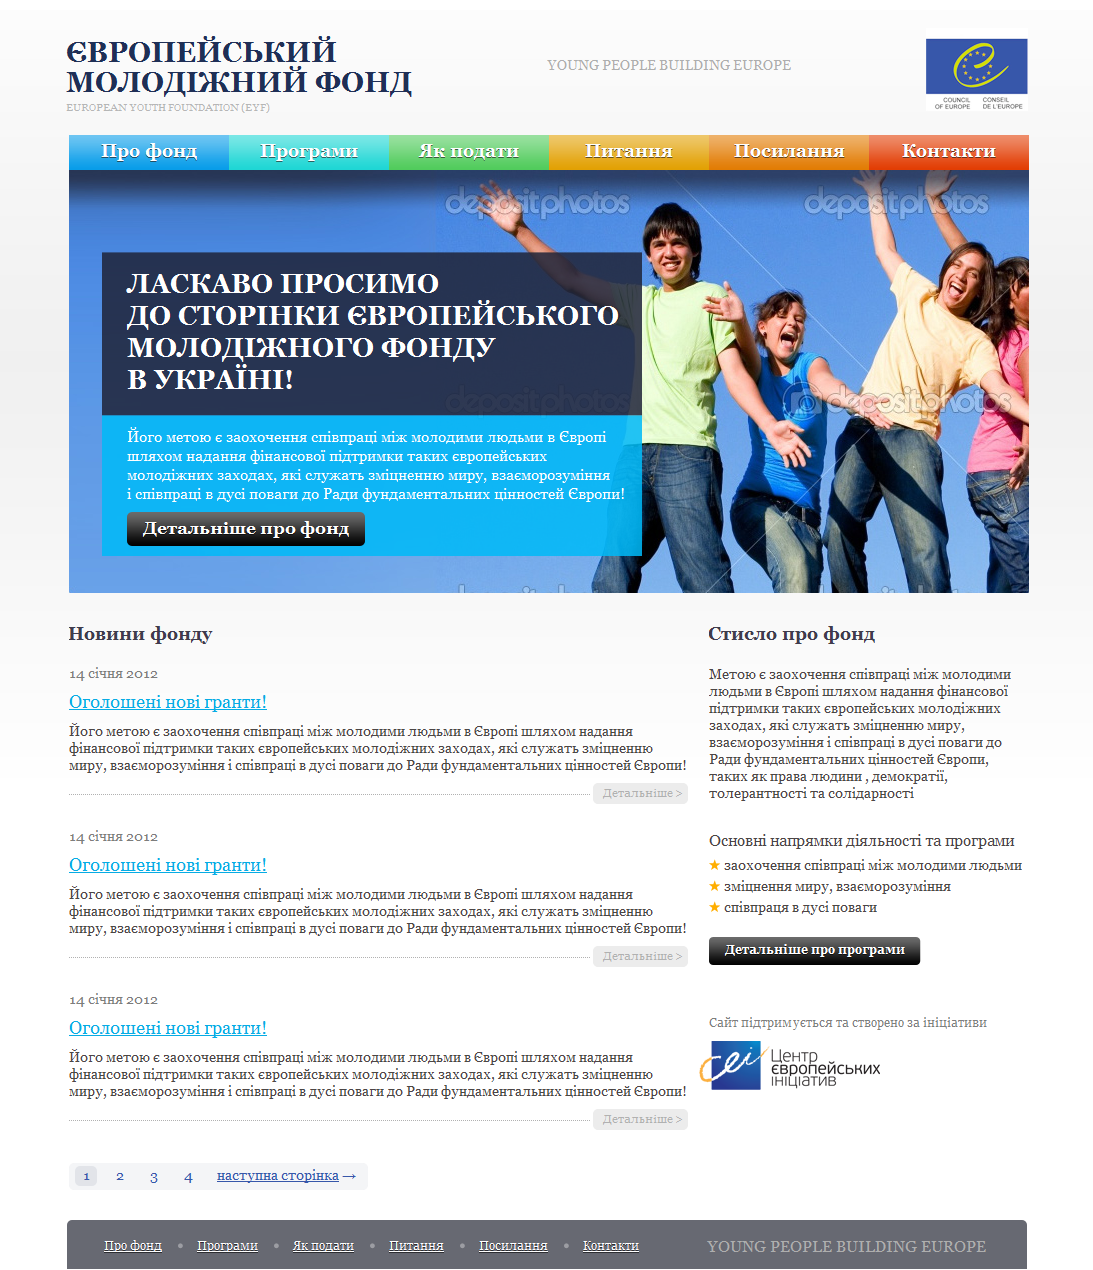 ЄВРОПЕЙСЬКИЙ
МОЛОДІЖНИЙ ФОНД
EUROPEAN YOUTH FOUNDATION (EYF)
YOUNG PEOPLE BUILDING EUROPE
COUNCIL CONSEIL
OF EUROPE DE L'EUROPE
Про фонд Програми Як подати Питання Посилання Контакти
depositphotos depositphotos
ЛАСКАВО ПРОСИМО
ДО СТОРІНКИ ЄВРОПЕЙСЬКОГО
МОЛОДІЖНОГО ФОНДУ
В УКРАЇНІ!
depositphotos depositphotos
Його метою є заохочення співпраці між молодими людьми в Європі
шляхом надання фінансової підтримки таких європейських
молодіжних заходах, які служать зміцненню миру, взаєморозуміння
і співпраці в дусі поваги до Ради фундаментальних цінностей Європи!
Детальніше про фонд
depositphotos depositphotos
Новини фонду
14 січня 2012
Оголошені нові гранти!
Його метою є заохочення співпраці між молодими людьми в Європі шляхом надання
фінансової підтримки таких європейських молодіжних заходах, які служать зміцненню
миру, взаєморозуміння і співпраці в дусі поваги до Ради фундаментальних цінностей Європи!
Детальніше >
14 січня 2012
Оголошені нові гранти!
Його метою є заохочення співпраці між молодими людьми в Європі шляхом надання
фінансової підтримки таких європейських молодіжних заходах, які служать зміцненню
миру, взаєморозуміння і співпраці в дусі поваги до Ради фундаментальних цінностей Європи!
Детальніше >
14 січня 2012
Оголошені нові гранти!
Його метою є заохочення співпраці між молодими людьми в Європі шляхом надання
фінансової підтримки таких європейських молодіжних заходах, які служать зміцненню
миру, взаєморозуміння і співпраці в дусі поваги до Ради фундаментальних цінностей Європи!
Детальніше >
1 2 3 4 наступна сторінка →
Стисло про фонд
Метою є заохочення співпраці між молодими
людьми в Європі шляхом надання фінансової
підтримки таких європейських молодіжних
заходах, які служать зміцненню миру,
взаєморозуміння і співпраці в дусі поваги до
Ради фундаментальних цінностей Європи,
таких як права людини , демократії,
толерантності та солідарності
Основні напрямки діяльності та програми
★ заохочення співпраці між молодими людьми
★ зміцнення миру, взаєморозуміння
★ співпраця в дусі поваги
Детальніше про програми
Сайт підтримується та створено за ініціативи
cei Центр
європейських
ініціатив
Про фонд • Програми • Як подати • Питання • Посилання • Контакти
YOUNG PEOPLE BUILDING EUROPE